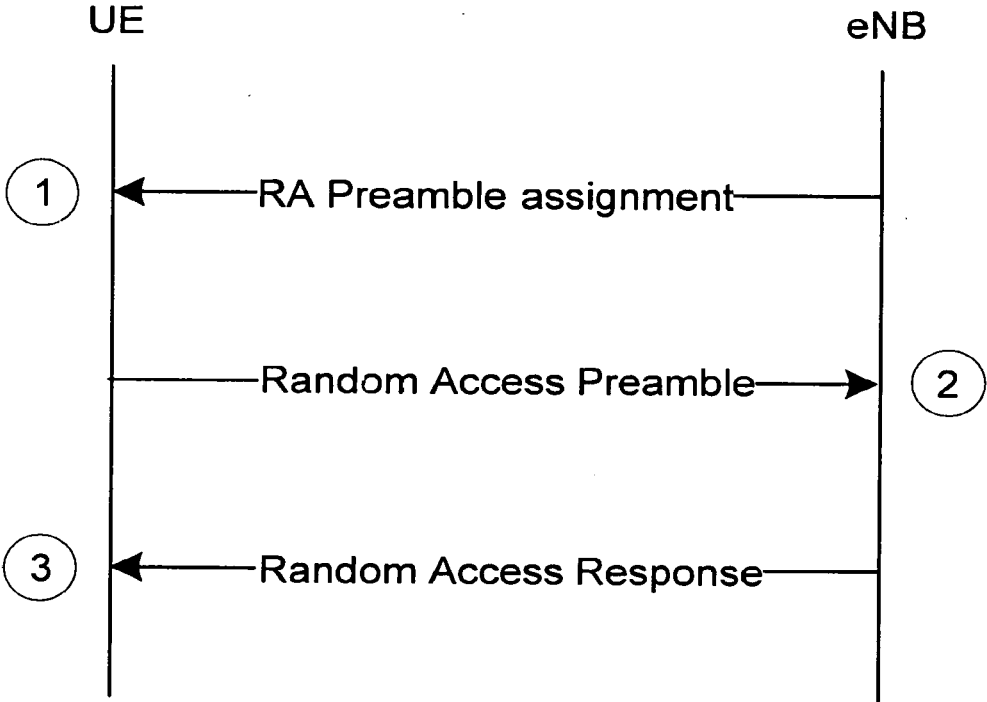 UE
eNB
1
RA Preamble assignment
Random Access Preamble
2
3
Random Access Response